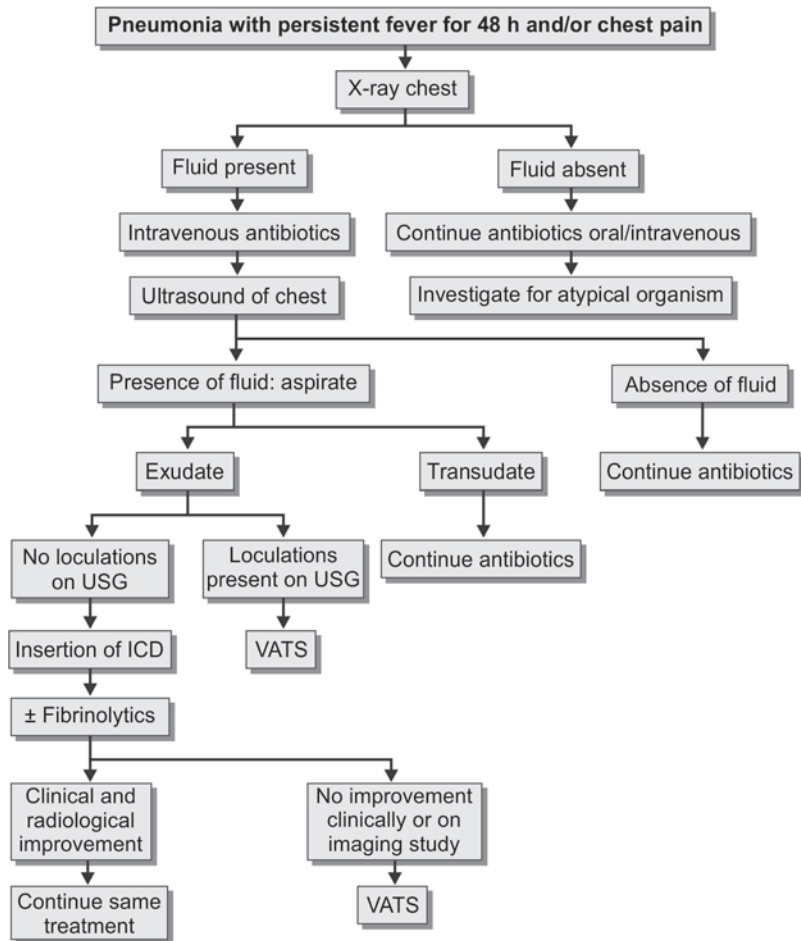 Pneumonia with persistent fever for 48 h and/or chest pain
X-ray chest
Fluid present
Fluid absent
Intravenous antibiotics
Continue antibiotics oral/intravenous
Ultrasound of chest
Investigate for atypical organism
Presence of fluid: aspirate
Absence of fluid
Exudate
Transudate
Continue antibiotics
No loculations
on USG
Loculations
present on USG
Continue antibiotics
Insertion of ICD
VATS
± Fibrinolytics
Clinical and
radiological
improvement
No improvement
clinically or on
imaging study
Continue same
treatment
VATS